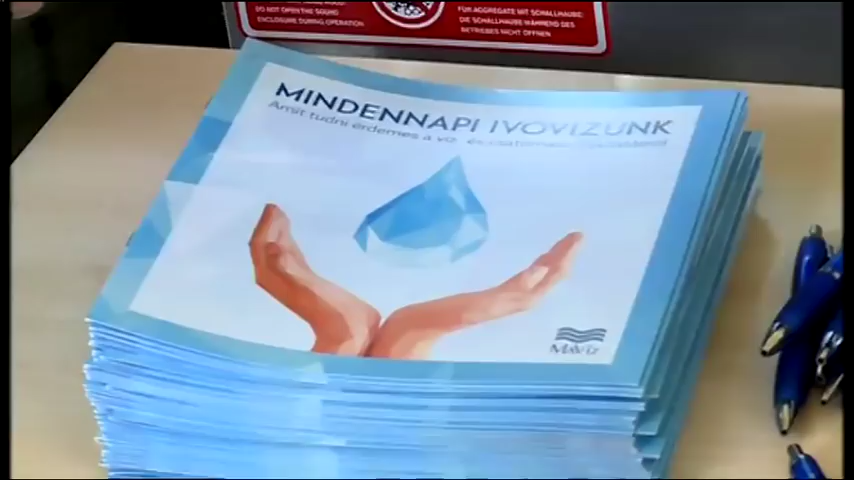 DO NOT OPEN THE SOUND
ENCLOSURE DURING OPERATION
FÜR AGGREGATE MIT SCHALLHAUBE:
DIE SCHALLHAUBE WÄHREND DES
BETRIEBES NICHT ÖFFNEN.
MINDENNAPI IVÓVIZÜNK
Amit tudni érdemes a víz- és
MaVíz